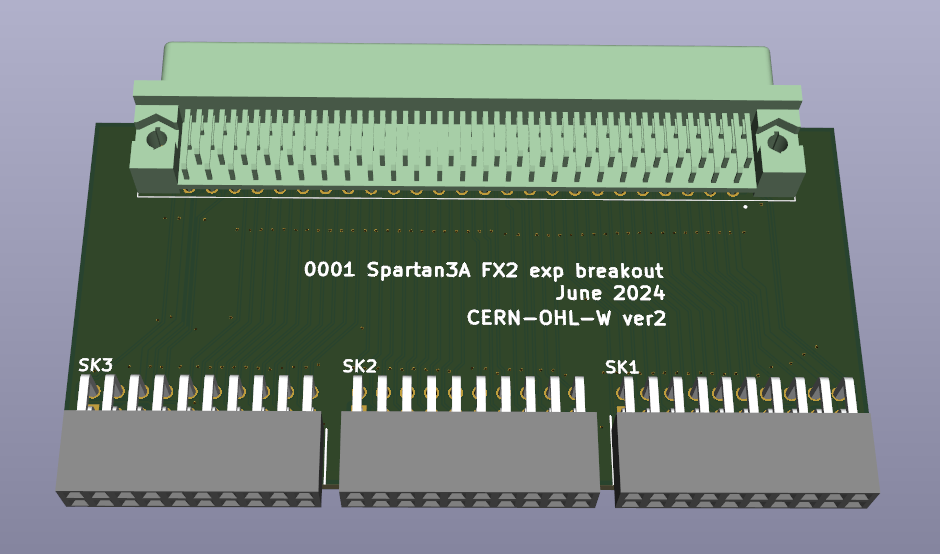 0001 Spartan3A FX2 exp breakout
June 2024
CERN-OHL-W ver2
SK3
SK2
SK1